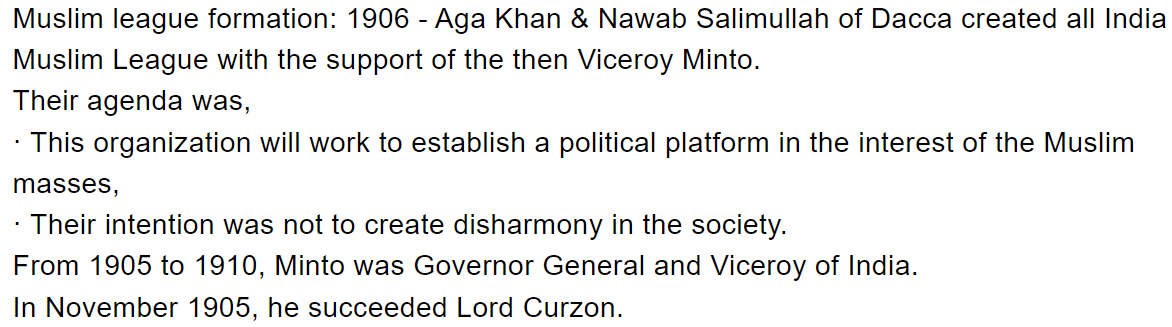 Muslim league formation: 1906 - Aga Khan & Nawab Salimullah of Dacca created all India
Muslim League with the support of the then Viceroy Minto.
Their agenda was,
· This organization will work to establish a political platform in the interest of the Muslim
masses,
· Their intention was not to create disharmony in the society.
From 1905 to 1910, Minto was Governor General and Viceroy of India.
In November 1905, he succeeded Lord Curzon.